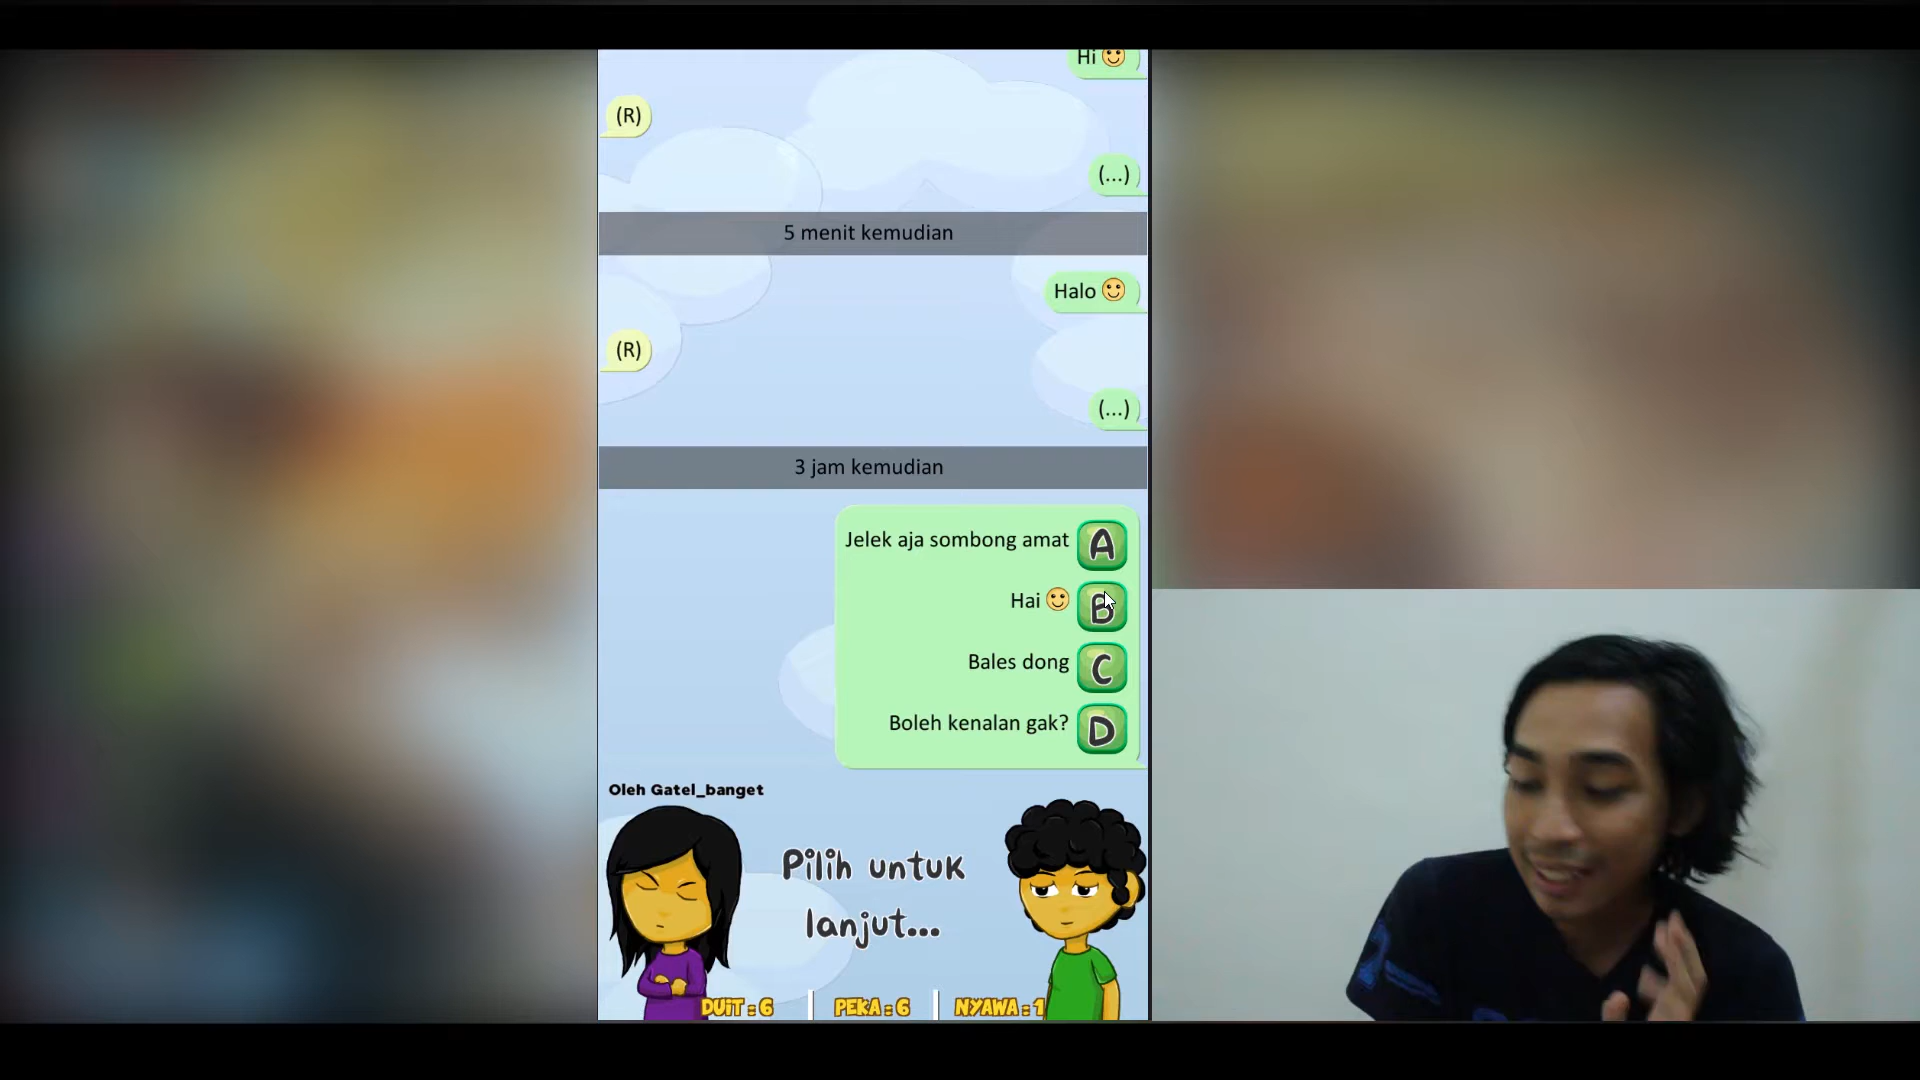 Hi
(R)
(...)
5 menit kemudian
Halo
(R)
(...)
3 jam kemudian
Jelek aja sombong amat A
Hai B
Bales dong C
Boleh kenalan gak? D
Oleh Gatel_banget
Pilih untuk
lanjut...
DUIT : 6 PEKA : 6 NYAWA : 1